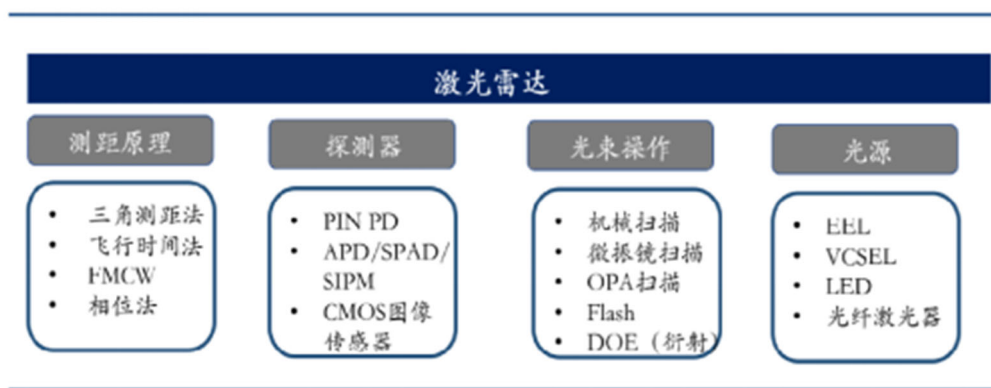 激光雷达
测距原理
三角测距法
飞行时间法
FMCW
相位法
探测器
PIN PD
APD/SPAD/
SIPM
CMOS图像
传感器
光束操作
机械扫描
微振镜扫描
OPA扫描
Flash
DOE（衍射）
光源
EEL
VCSEL
LED
光纤激光器